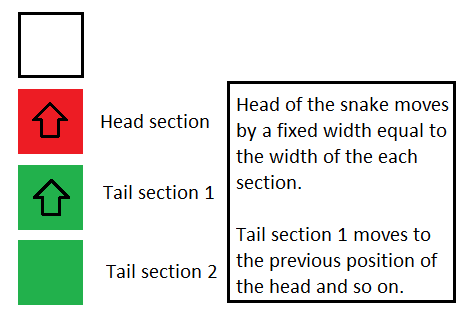 Head section
Tail section 1
Tail section 2
Head of the snake moves
by a fixed width equal to
the width of the each
section.
Tail section 1 moves to
the previous position of
the head and so on.